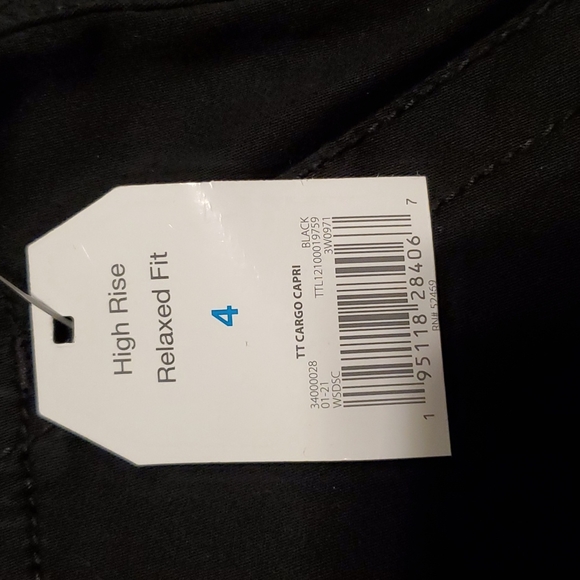 High Rise
Relaxed Fit
4
TT CARGO CAPRI
34000028 BLACK
01-21 TTL12100019759
WSDSC 3W0971
1 95118 28406 7
RN# 52469